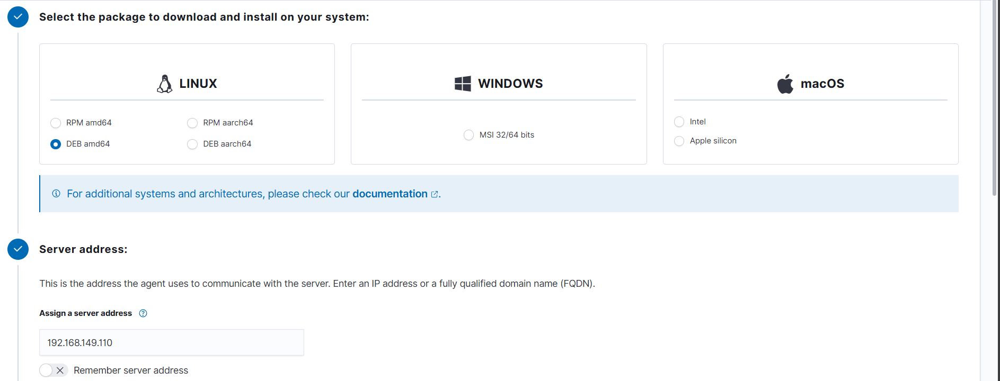 Select the package to download and install on your system:
LINUX
RPM amd64
RPM aarch64
DEB amd64
DEB aarch64
WINDOWS
MSI 32/64 bits
macOS
Intel
Apple silicon
For additional systems and architectures, please check our documentation.
Server address:
This is the address the agent uses to communicate with the server. Enter an IP address or a fully qualified domain name (FQDN).
Assign a server address
192.168.149.110
Remember server address